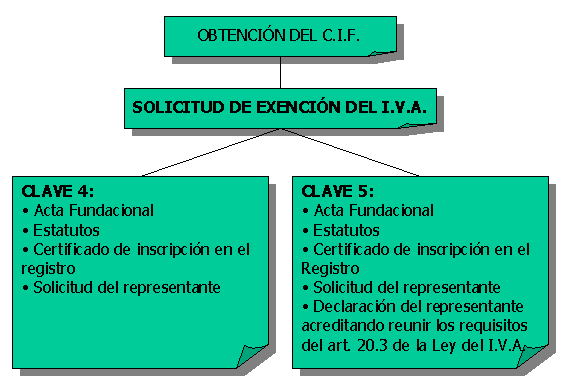 OBTENCIÓN DEL C.I.F.
SOLICITUD DE EXENCIÓN DEL I.V.A.
CLAVE 4:
• Acta Fundacional
• Estatutos
• Certificado de inscripción en el
registro
• Solicitud del representante
CLAVE 5:
• Acta Fundacional
• Estatutos
• Certificado de inscripción en el
Registro
• Solicitud del representante
• Declaración del representante
acreditando reunir los requisitos
del art. 20.3 de la Ley del I.V.A.